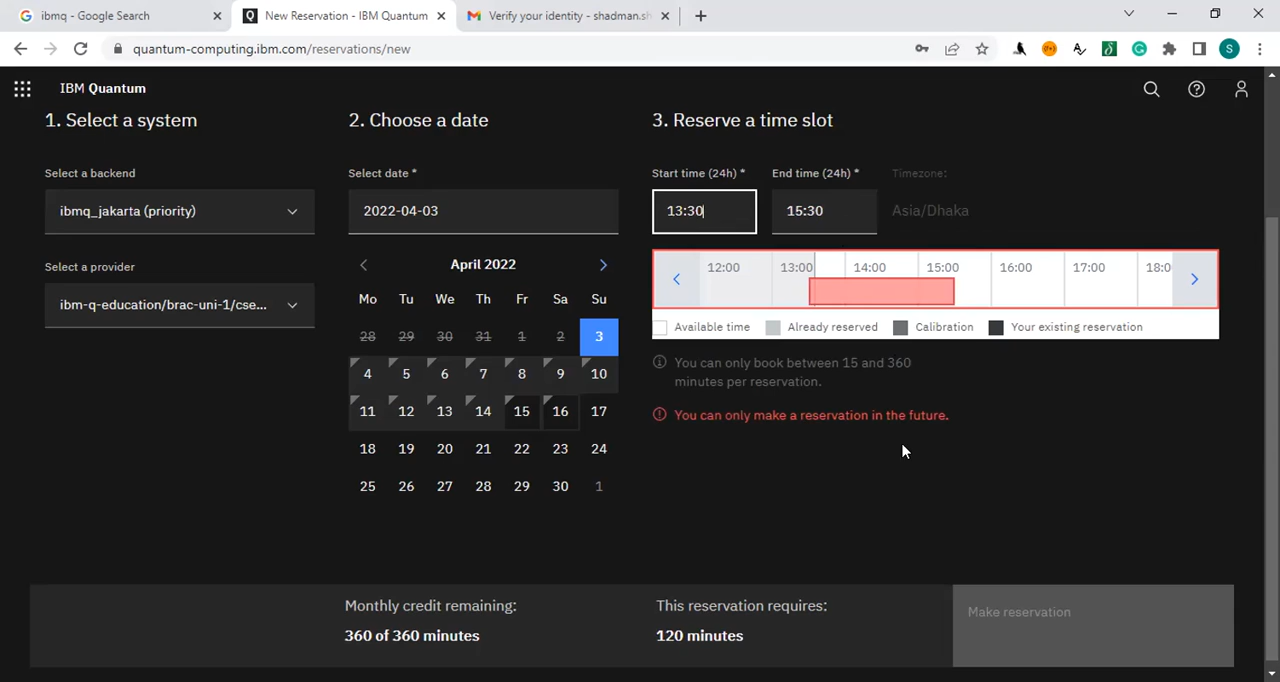 ibmq - Google Search
New Reservation - IBM Quantum
Verify your identity - shadman.sh
quantum-computing.ibm.com/reservations/new
IBM Quantum
1. Select a system
2. Choose a date
3. Reserve a time slot
Select a backend
ibmq_jakarta (priority)
Select a provider
ibm-q-education/brac-uni-1/cse...
Select date *
2022-04-03
April 2022
Mo Tu We Th Fr Sa Su
28 29 30 31 1 2 3
4 5 6 7 8 9 10
11 12 13 14 15 16 17
18 19 20 21 22 23 24
25 26 27 28 29 30 1
Start time (24h) * End time (24h) * Timezone:
13:30 15:30 Asia/Dhaka
12:00 13:00 14:00 15:00 16:00 17:00 18:0
Available time Already reserved Calibration Your existing reservation
You can only book between 15 and 360
minutes per reservation.
You can only make a reservation in the future.
Monthly credit remaining:
360 of 360 minutes
This reservation requires:
120 minutes
Make reservation